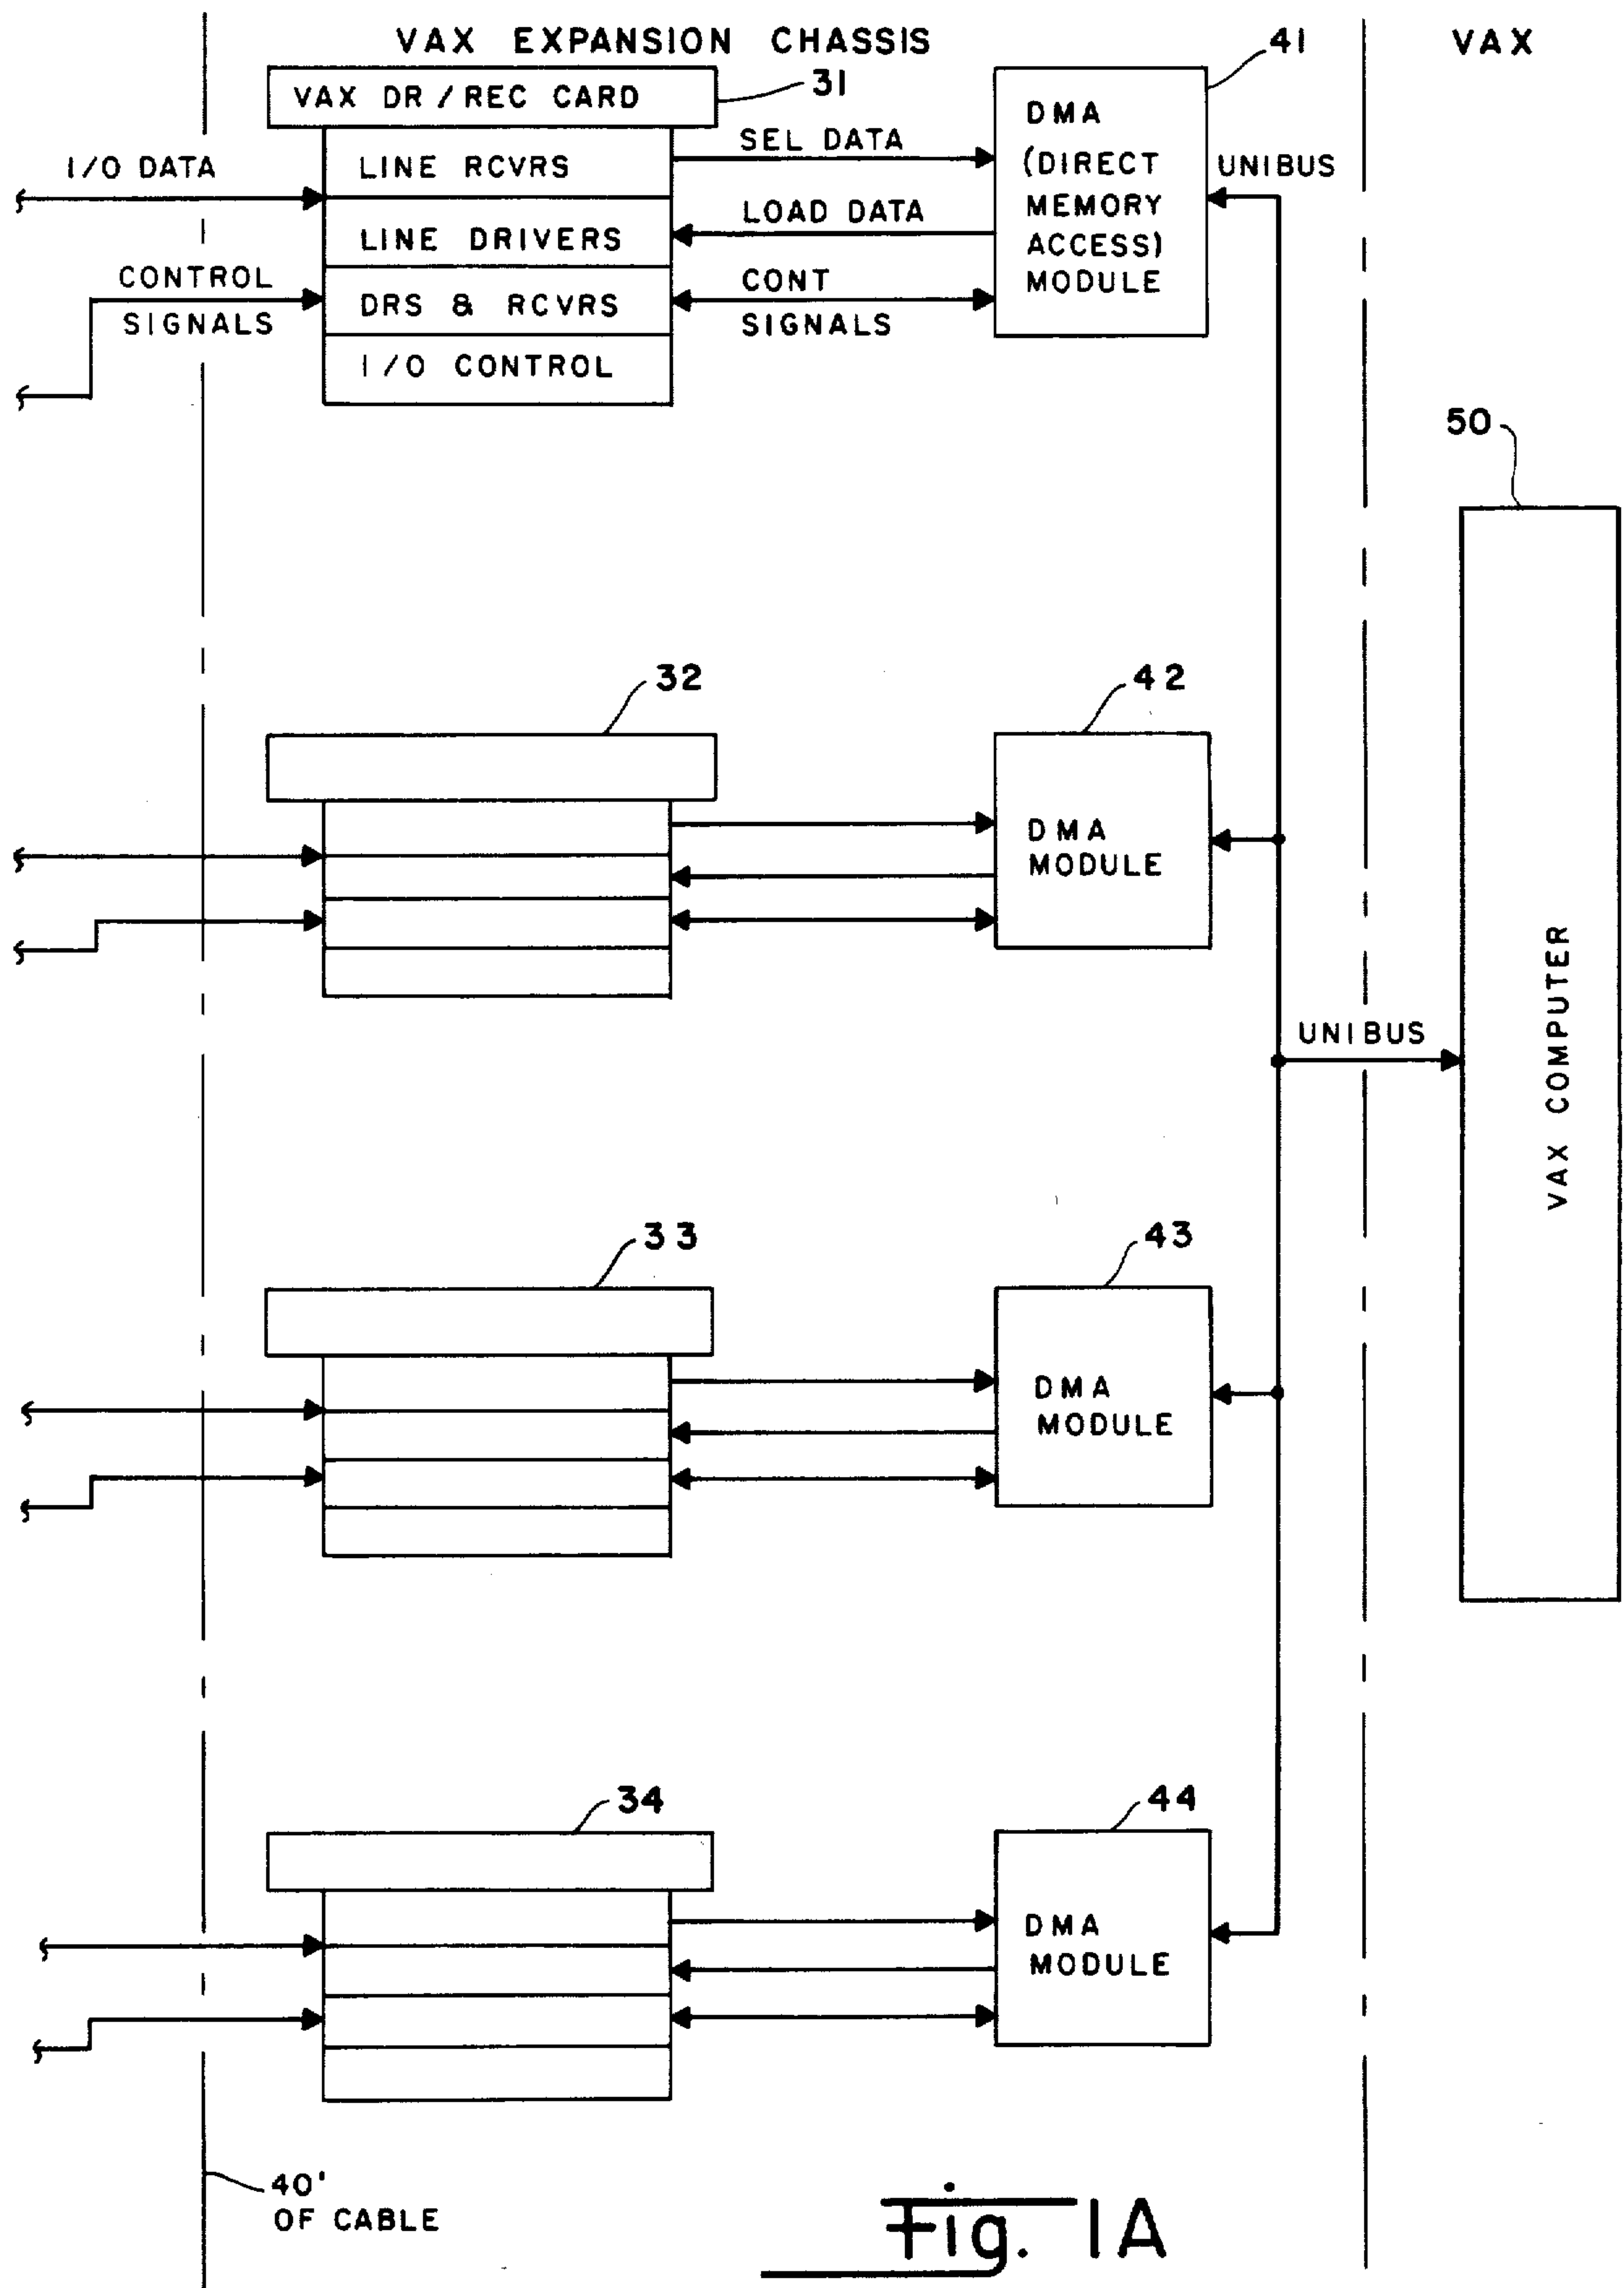 VAX EXPANSION CHASSIS
VAX
41
31
VAX DR / REC CARD
I/O DATA
LINE RCVRS
SEL DATA
DMA
(DIRECT
MEMORY
ACCESS)
MODULE
UNIBUS
LINE DRIVERS
LOAD DATA
CONTROL
SIGNALS
DRS & RCVRS
CONT
SIGNALS
I/O CONTROL
50
32
42
DMA
MODULE
UNIBUS
VAX COMPUTER
33
43
DMA
MODULE
34
44
DMA
MODULE
40'
OF CABLE
Fig. 1A